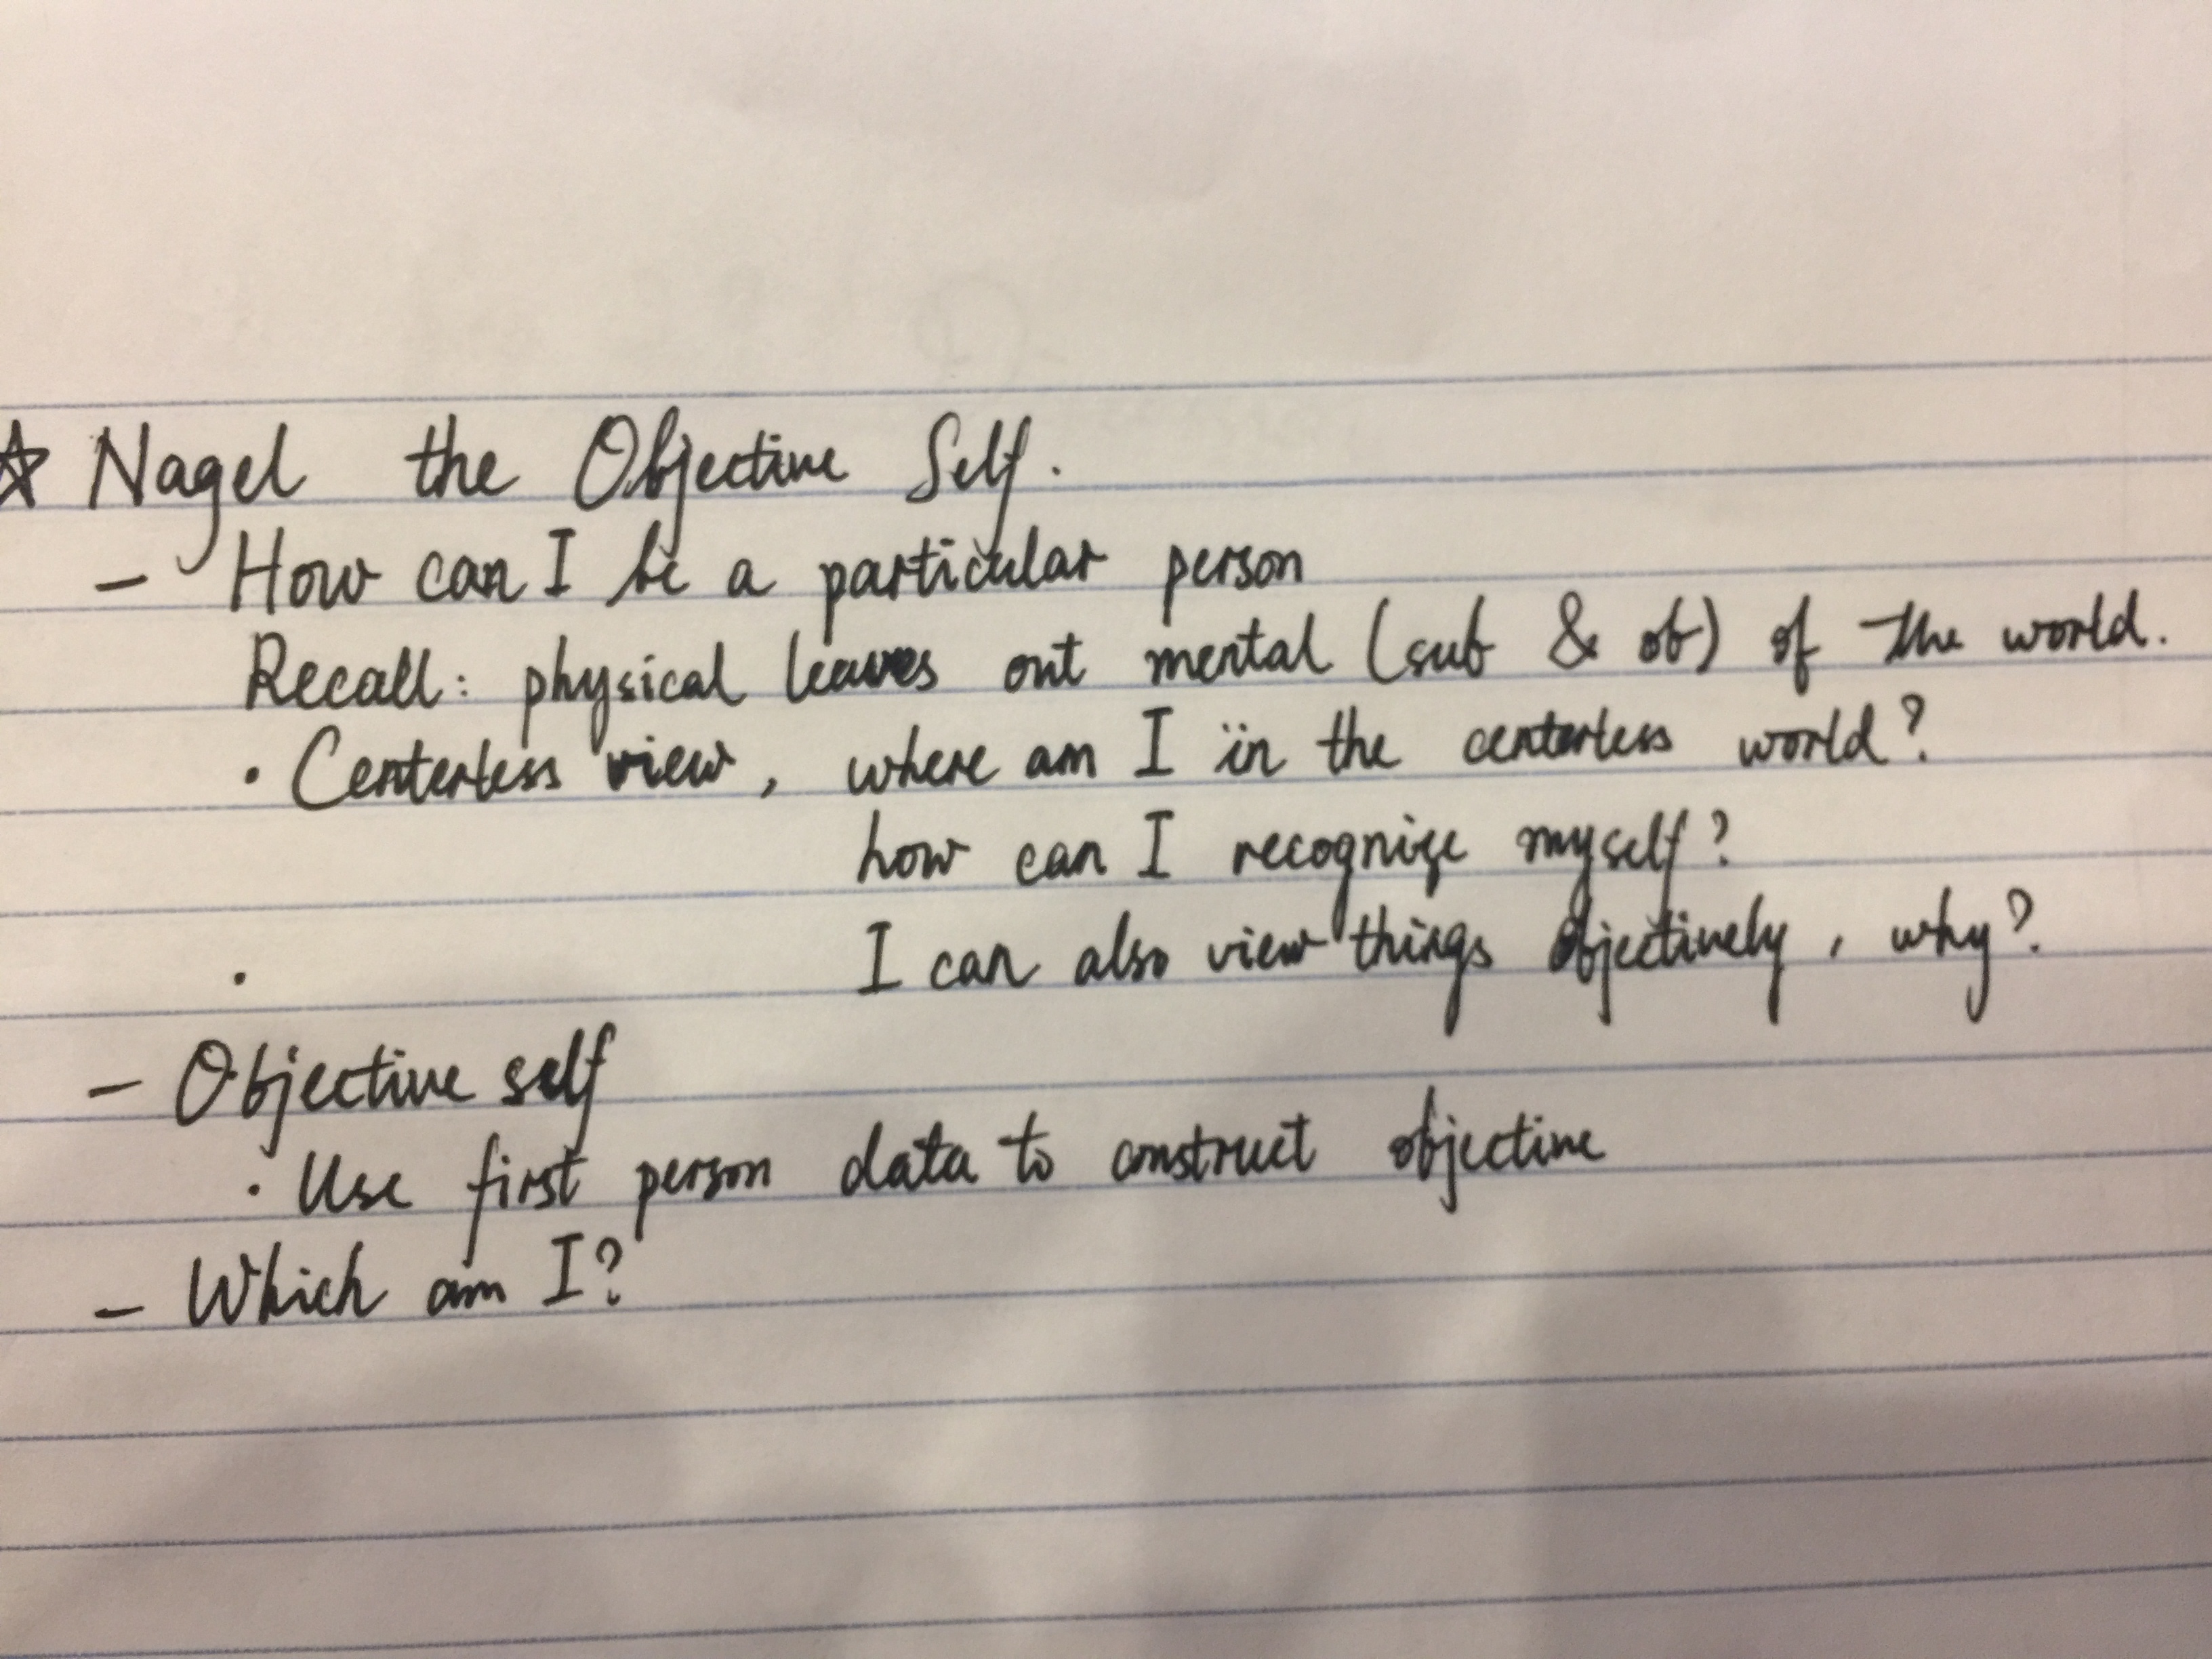 ☆ Nagel the Objective Self.
– How can I be a particular person
Recall: physical leaves out mental (sub & ob) of the world.
· Centerless view, where am I in the centerless world?
how can I recognize myself?
· I can also view things objectively, why?
– Objective self
· Use first person data to construct objective
– Which am I?